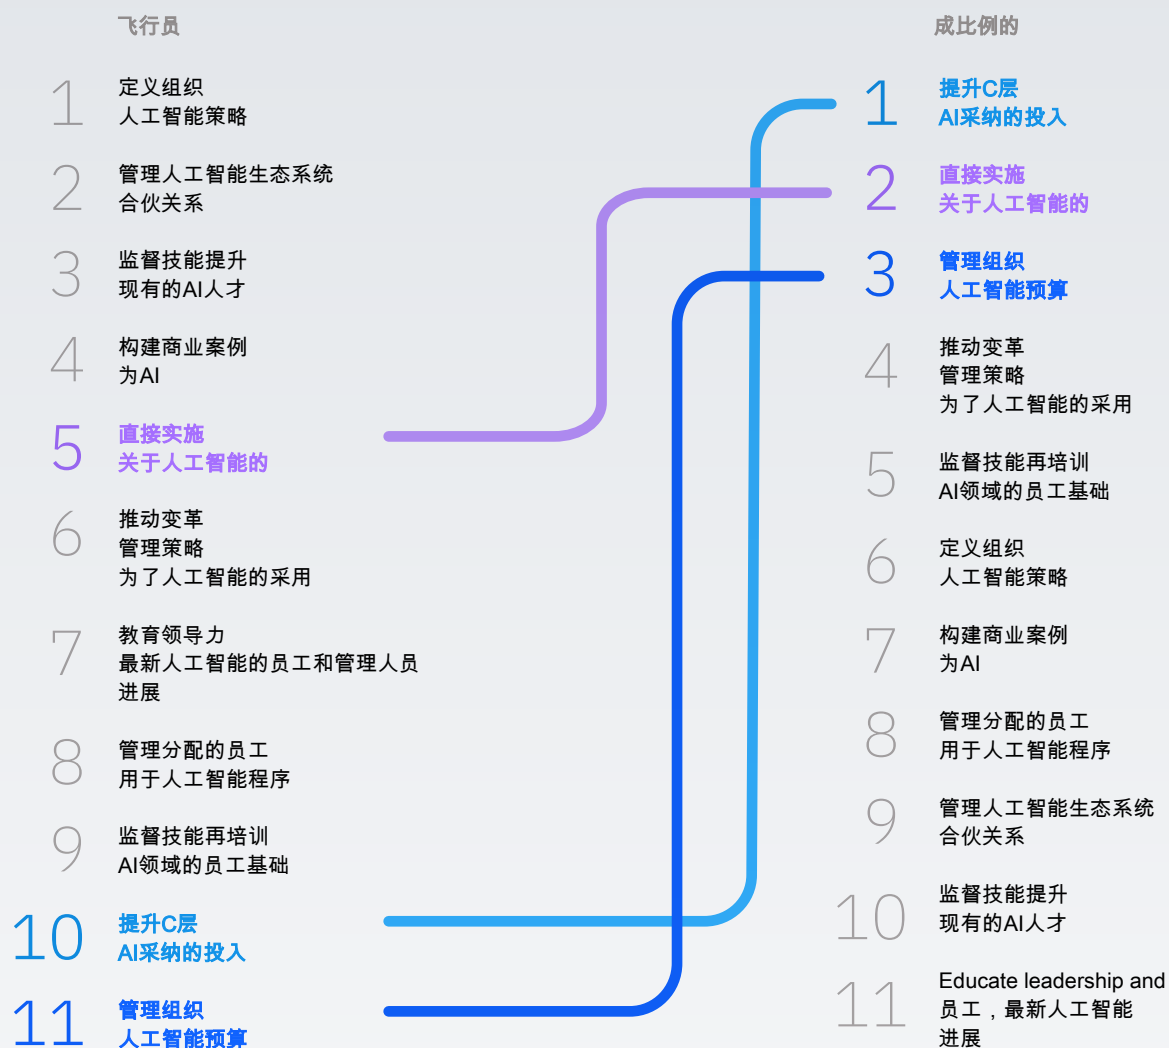 飞行员
1
定义组织
人工智能策略
2
管理人工智能生态系统
合伙关系
3
监督技能提升
现有的AI人才
4
构建商业案例
为AI
5
直接实施
关于人工智能的
6
推动变革
管理策略
为了人工智能的采用
7
教育领导力
最新人工智能的员工和管理人员
进展
8
管理分配的员工
用于人工智能程序
9
监督技能再培训
AI领域的员工基础
10
提升C层
AI采纳的投入
11
管理组织
人工智能预算
成比例的
1
提升C层
AI采纳的投入
2
直接实施
关于人工智能的
3
管理组织
人工智能预算
4
推动变革
管理策略
为了人工智能的采用
5
监督技能再培训
AI领域的员工基础
6
定义组织
人工智能策略
7
构建商业案例
为AI
8
管理分配的员工
用于人工智能程序
9
管理人工智能生态系统
合伙关系
10
监督技能提升
现有的AI人才
11
Educate leadership and
员工，最新人工智能
进展